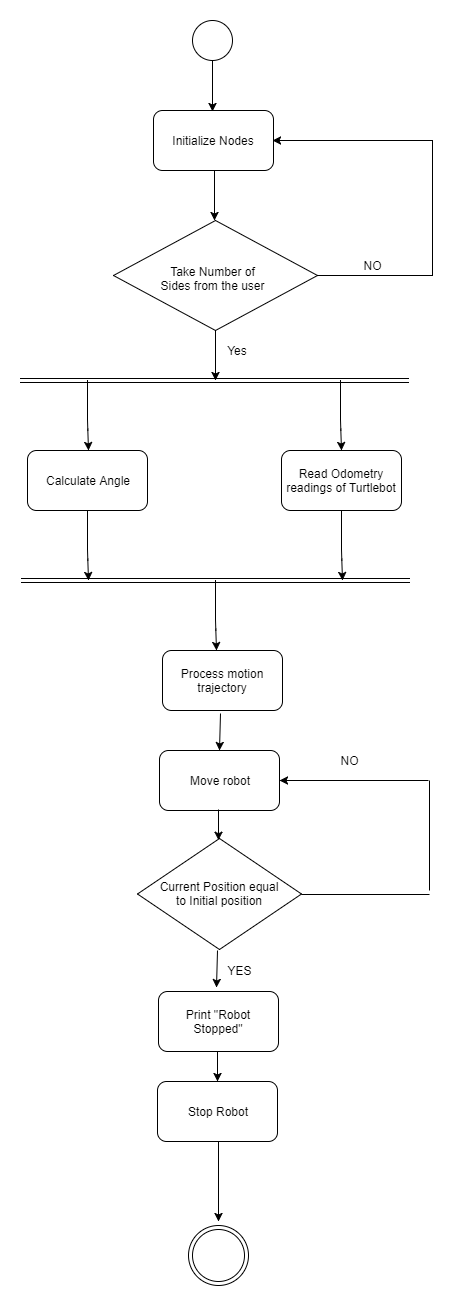 Initialize Nodes
Take Number of
Sides from the user
NO
Yes
Calculate Angle
Read Odometry
readings of Turtlebot
Process motion
trajectory
Move robot
NO
Current Position equal
to Initial position
YES
Print "Robot
Stopped"
Stop Robot